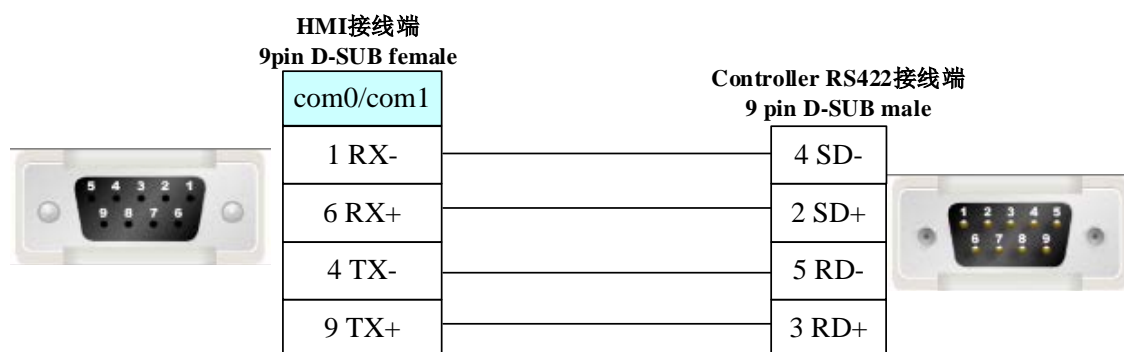 HMI接线端
9pin D-SUB female
com0/com1
1 RX-
6 RX+
4 TX-
9 TX+
Controller RS422接线端
9 pin D-SUB male
4 SD-
2 SD+
5 RD-
3 RD+
5 4 3 2 1
9 8 7 6
1 2 3 4 5
6 7 8 9